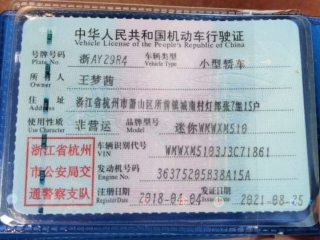 中华人民共和国机动车行驶证
Vehicle License of the People's Republic of China
号牌号码 浙AY29R4 车辆类型 小型轿车
Plate No. Vehicle Type
所有人 王梦茜
Owner
住址 浙江省杭州市萧山区所前镇城南村红郎夜7集15户
Address
使用性质 非营运 品牌型号 迷你WMWXM510
Use Character Model
浙江省杭州市公安局交通警察支队
车辆识别代号 WMWXM5103J3C71861
VIN
发动机号码 36375205B38A15A
Engine No.
注册日期 2018-04-04 发证日期 2021-08-25
Register Date Issue Date